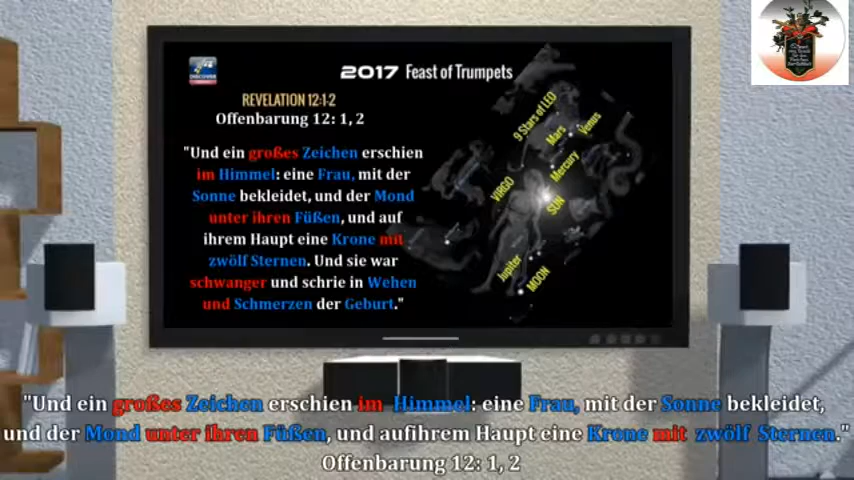 DISCOVER
2017 Feast of Trumpets
REVELATION 12:1-2
Offenbarung 12: 1, 2
"Und ein großes Zeichen erschien
im Himmel: eine Frau, mit der
Sonne bekleidet, und der Mond
unter ihren Füßen, und auf
ihrem Haupt eine Krone mit
zwölf Sternen. Und sie war
schwanger und schrie in Wehen
und Schmerzen der Geburt."
9 Stars of LEO
Mars
Venus
Mercury
VIRGO
SUN
Jupiter
MOON
"Und ein großes Zeichen erschien im Himmel: eine Frau, mit der Sonne bekleidet,
und der Mond unter ihren Füßen, und aufihrem Haupt eine Krone mit zwölf Sternen."
Offenbarung 12: 1, 2